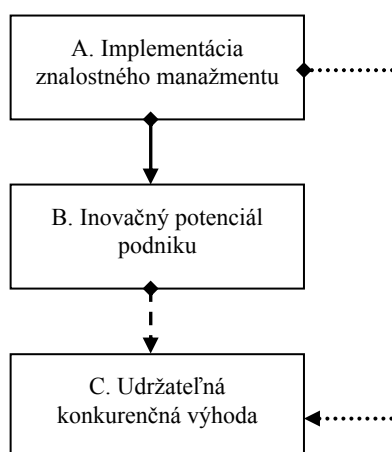 A. Implementácia
znalostného manažmentu
B. Inovačný potenciál
podniku
C. Udržateľná
konkurenčná výhoda